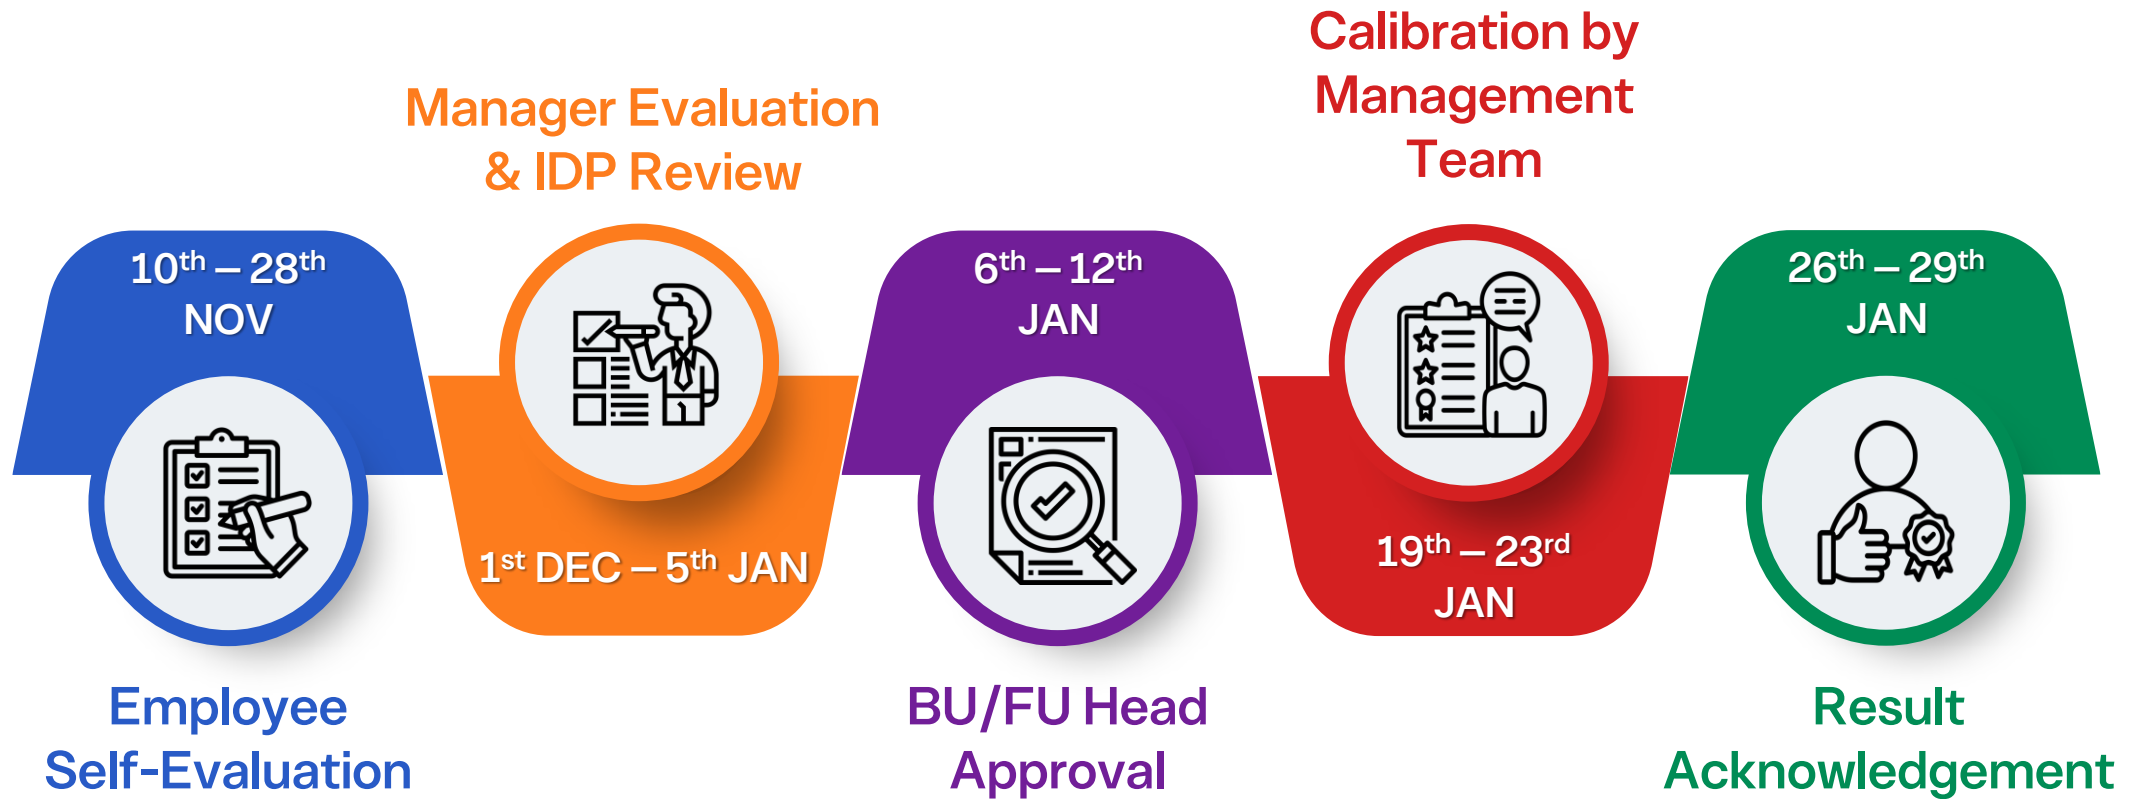 10th – 28th
NOV
Employee
Self-Evaluation
Manager Evaluation
& IDP Review
1st DEC – 5th JAN
6th – 12th
JAN
BU/FU Head
Approval
Calibration by
Management
Team
19th – 23rd
JAN
26th – 29th
JAN
Result
Acknowledgement